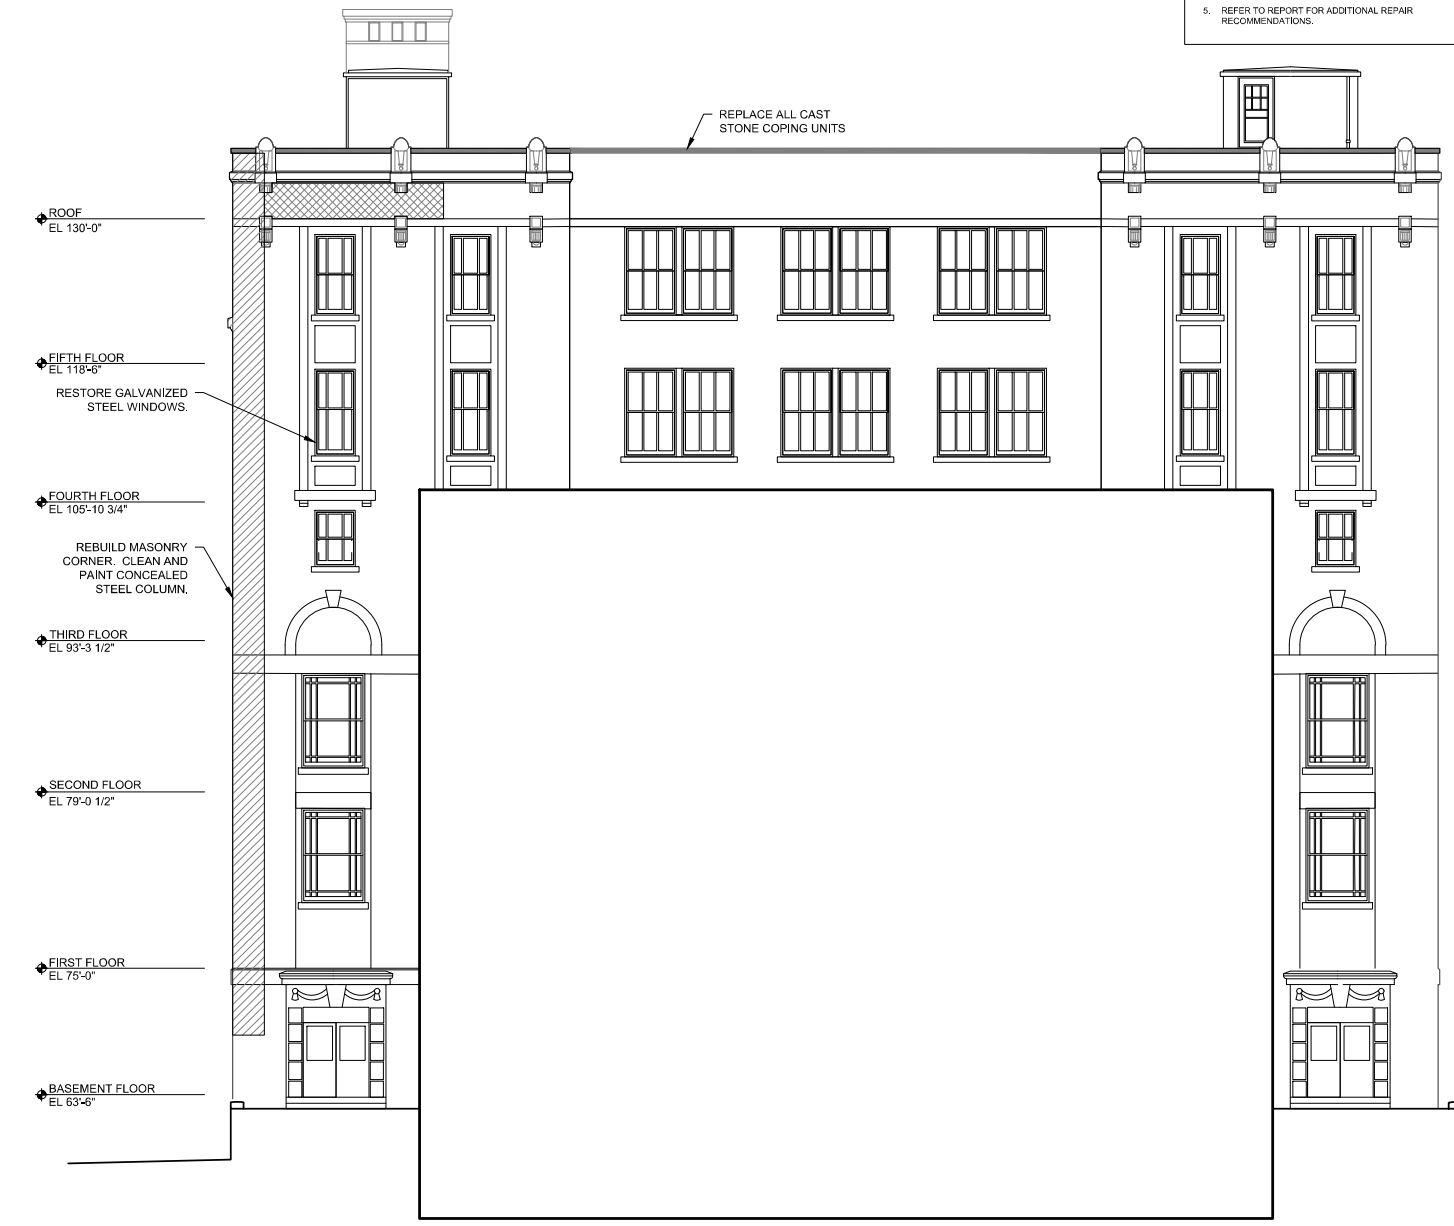 5. REFER TO REPORT FOR ADDITIONAL REPAIR
RECOMMENDATIONS.
REPLACE ALL CAST
STONE COPING UNITS
ROOF
EL 130'-0"
FIFTH FLOOR
EL 118'-6"
RESTORE GALVANIZED
STEEL WINDOWS.
FOURTH FLOOR
EL 105'-10 3/4"
REBUILD MASONRY
CORNER. CLEAN AND
PAINT CONCEALED
STEEL COLUMN.
THIRD FLOOR
EL 93'-3 1/2"
SECOND FLOOR
EL 79'-0 1/2"
FIRST FLOOR
EL 75'-0"
BASEMENT FLOOR
EL 63'-6"